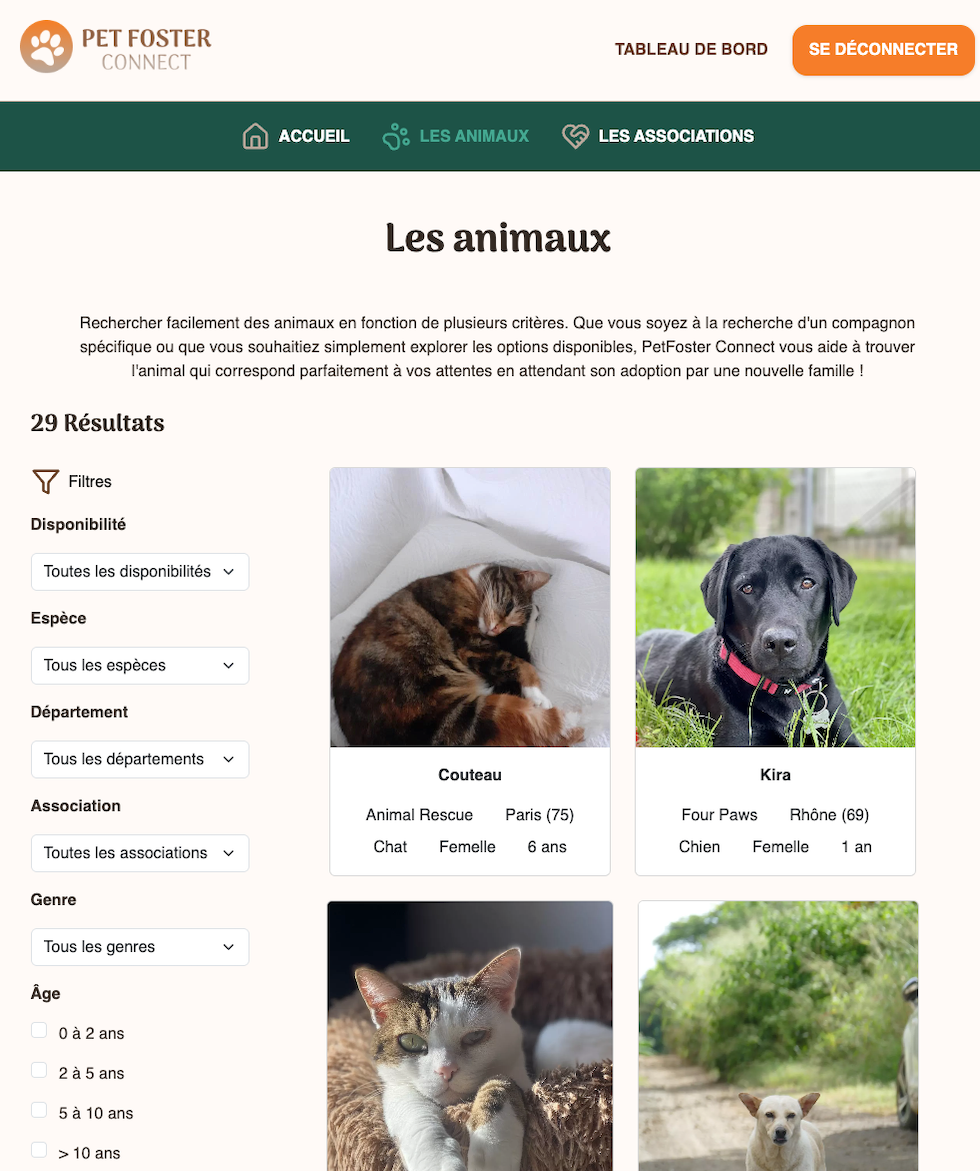 PET FOSTER
CONNECT
TABLEAU DE BORD
SE DÉCONNECTER
ACCUEIL
LES ANIMAUX
LES ASSOCIATIONS
Les animaux
Rechercher facilement des animaux en fonction de plusieurs critères. Que vous soyez à la recherche d'un compagnon
spécifique ou que vous souhaitiez simplement explorer les options disponibles, PetFoster Connect vous aide à trouver
l'animal qui correspond parfaitement à vos attentes en attendant son adoption par une nouvelle famille !
29 Résultats
Filtres
Disponibilité
Toutes les disponibilités
Espèce
Tous les espèces
Département
Tous les départements
Association
Toutes les associations
Genre
Tous les genres
Âge
0 à 2 ans
2 à 5 ans
5 à 10 ans
> 10 ans
Couteau
Animal Rescue Paris (75)
Chat Femelle 6 ans
Kira
Four Paws Rhône (69)
Chien Femelle 1 an